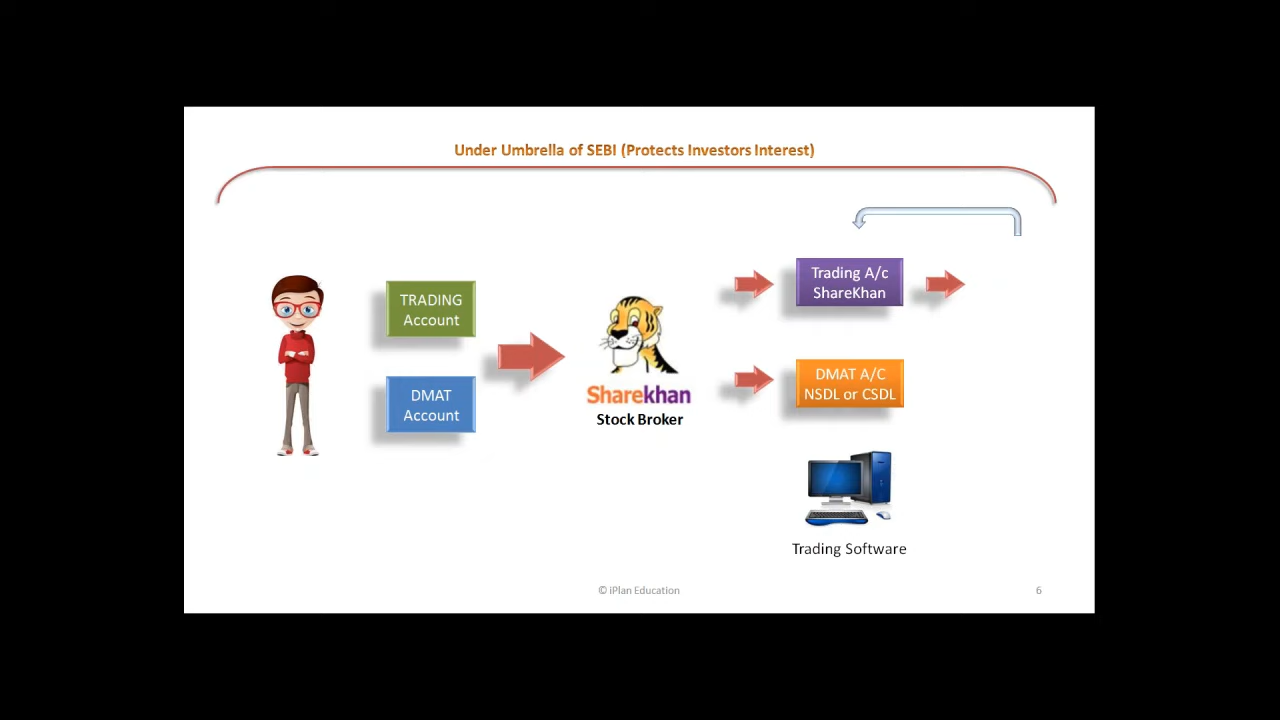 Under Umbrella of SEBI (Protects Investors Interest)
TRADING
Account
DMAT
Account
Sharekhan
Stock Broker
Trading A/c
ShareKhan
DMAT A/C
NSDL or CSDL
Trading Software
© iPlan Education
6